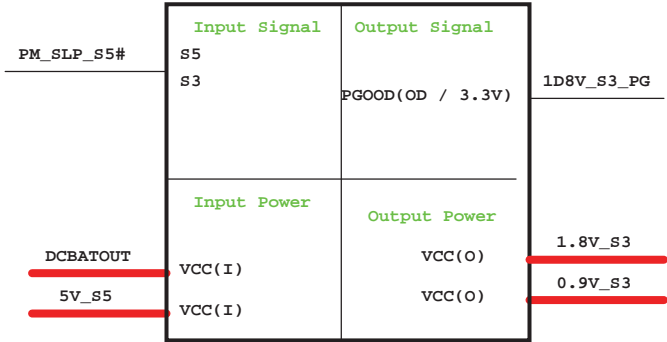 Input Signal Output Signal
PM_SLP_S5# S5
S3 1D8V_S3_PG
PGOOD(OD / 3.3V)
Input Power
Output Power
DCBATOUT VCC(O) 1.8V_S3
VCC(I)
5V_S5 VCC(O) 0.9V_S3
VCC(I)